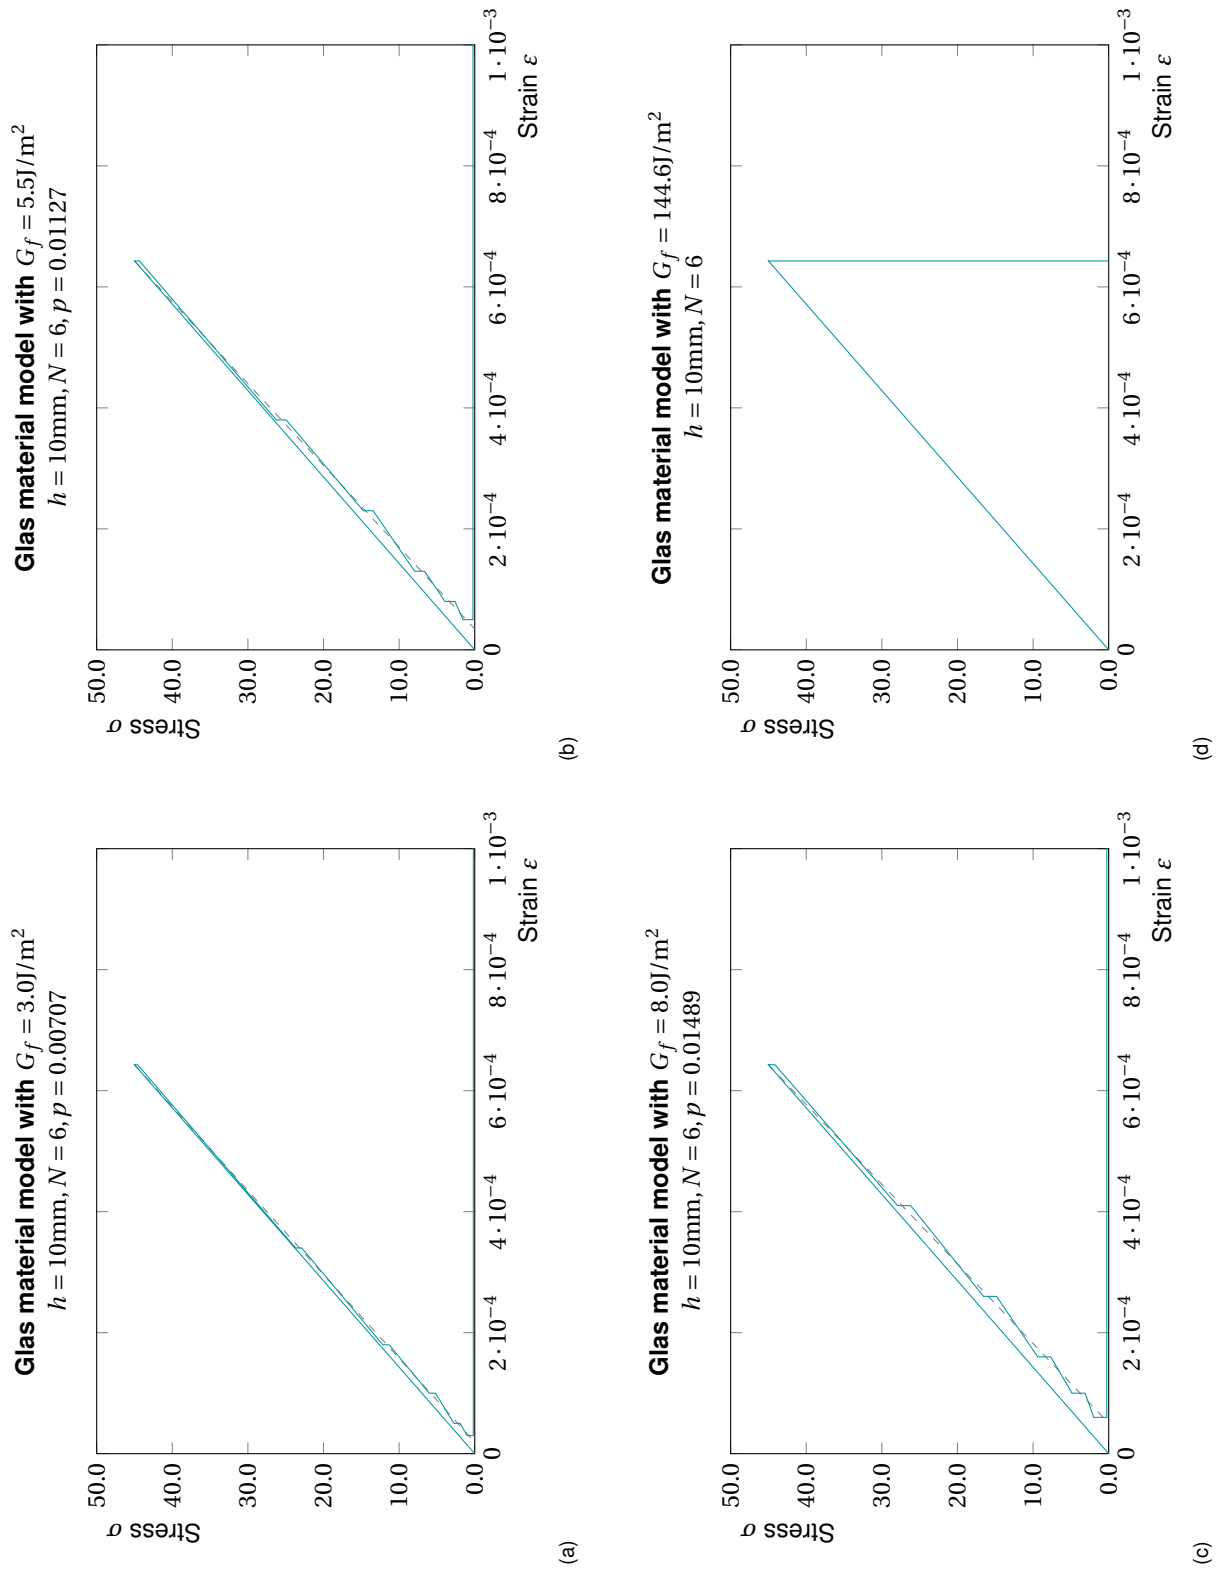 Glas material model with G_f = 3.0J/m²
h = 10mm, N = 6, p = 0.00707
50.0
40.0
30.0
20.0
10.0
0.0
Stress σ
0
2·10⁻⁴
4·10⁻⁴
6·10⁻⁴
8·10⁻⁴
1·10⁻³
Strain ε
(a)
Glas material model with G_f = 5.5J/m²
h = 10mm, N = 6, p = 0.01127
50.0
40.0
30.0
20.0
10.0
0.0
Stress σ
0
2·10⁻⁴
4·10⁻⁴
6·10⁻⁴
8·10⁻⁴
1·10⁻³
Strain ε
(b)
Glas material model with G_f = 8.0J/m²
h = 10mm, N = 6, p = 0.01489
50.0
40.0
30.0
20.0
10.0
0.0
Stress σ
0
2·10⁻⁴
4·10⁻⁴
6·10⁻⁴
8·10⁻⁴
1·10⁻³
Strain ε
(c)
Glas material model with G_f = 144.6J/m²
h = 10mm, N = 6
50.0
40.0
30.0
20.0
10.0
0.0
Stress σ
0
2·10⁻⁴
4·10⁻⁴
6·10⁻⁴
8·10⁻⁴
1·10⁻³
Strain ε
(d)